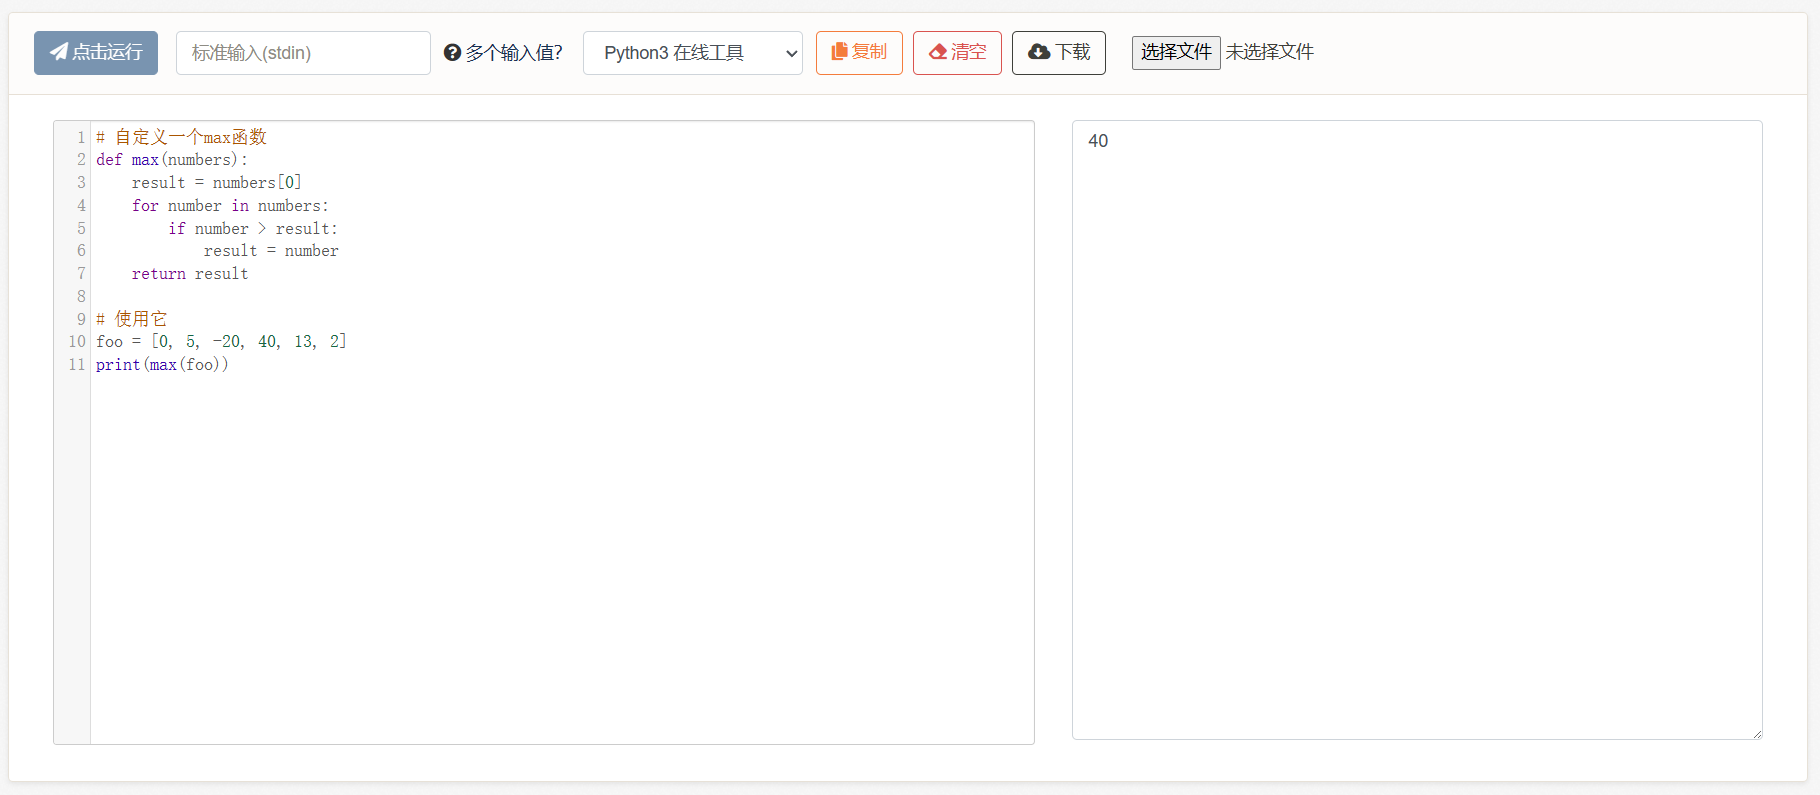 点击运行 标准输入(stdin) 多个输入值? Python3 在线工具 复制 清空 下载 选择文件 未选择文件
1 # 自定义一个max函数
2 def max(numbers):
3     result = numbers[0]
4     for number in numbers:
5         if number > result:
6             result = number
7     return result
8
9 # 使用它
10 foo = [0, 5, -20, 40, 13, 2]
11 print(max(foo))
40